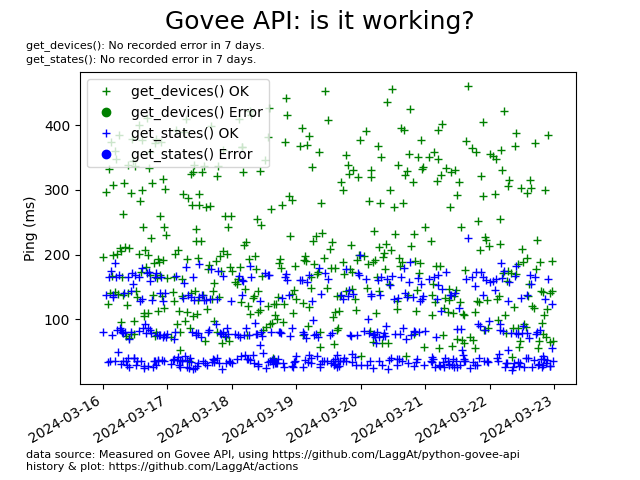 Govee API: is it working?
get_devices(): No recorded error in 7 days.
get_states(): No recorded error in 7 days.
get_devices() OK
get_devices() Error
get_states() OK
get_states() Error
Ping (ms)
400
300
200
100
2024-03-16
2024-03-17
2024-03-18
2024-03-19
2024-03-20
2024-03-21
2024-03-22
2024-03-23
data source: Measured on Govee API, using https://github.com/LaggAt/python-govee-api
history & plot: https://github.com/LaggAt/actions